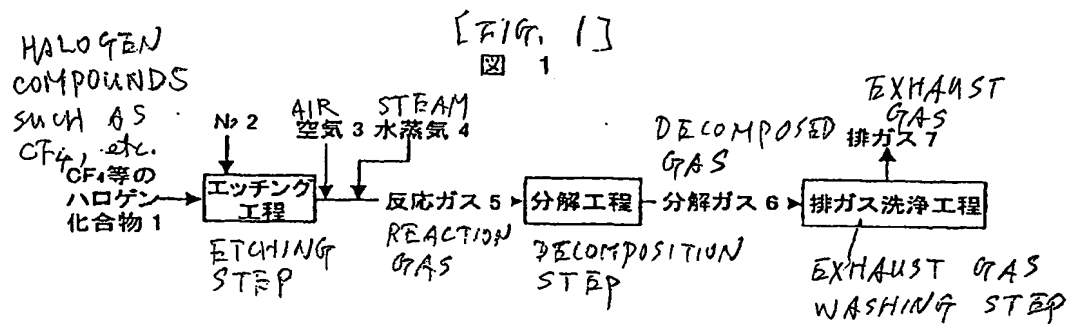 [FIG. 1]
図 1
HALOGEN
COMPOUNDS
such AS
CF4, etc.
CF4等の
ハロゲン
化合物 1
N2 2
エッチング
工程
ETCHING
STEP
AIR
空気 3
STEAM
水蒸気 4
反応ガス 5
REACTION
GAS
分解工程
DECOMPOSITION
STEP
DECOMPOSED
GAS
分解ガス 6
EXHAUST
GAS
排ガス 7
排ガス洗浄工程
EXHAUST GAS
WASHING STEP